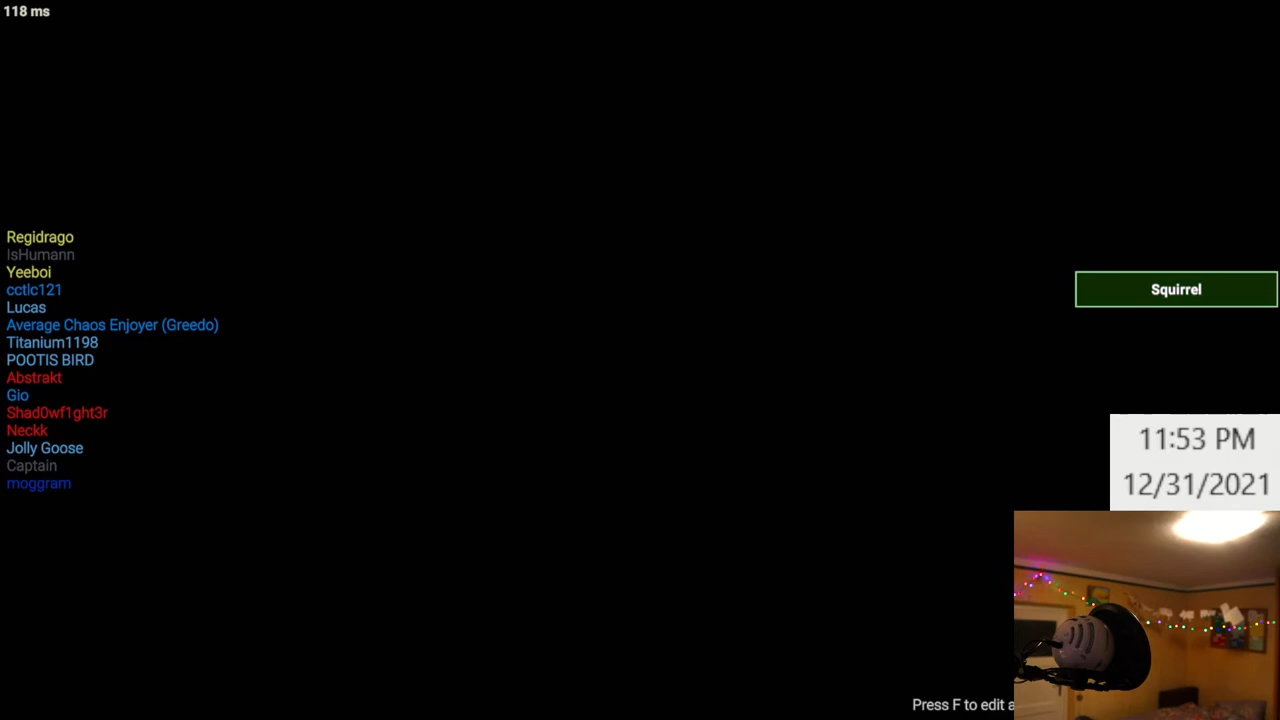 118 ms
Regidrago
IsHumann
Yeeboi
cctlc121
Lucas
Average Chaos Enjoyer (Greedo)
Titanium1198
POOTIS BIRD
Abstrakt
Gio
Shad0wf1ght3r
Neckk
Jolly Goose
Captain
moggram
Squirrel
11:53 PM
12/31/2021
Press F to edit a